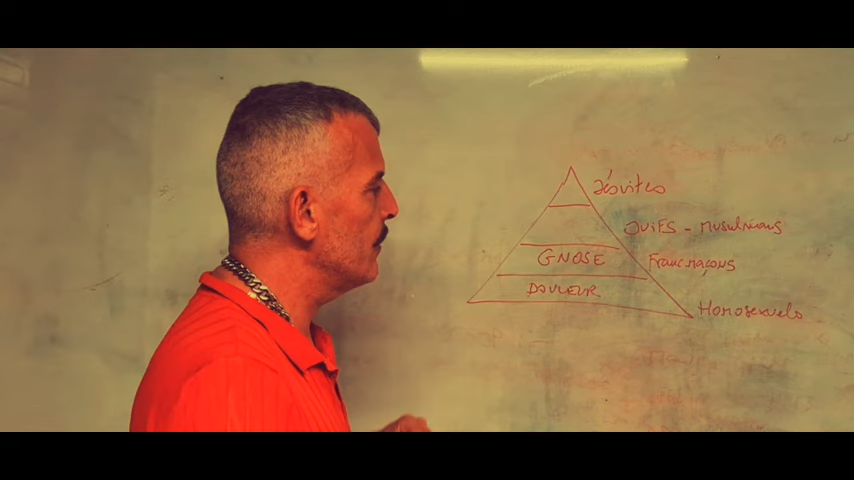 Jésuites
Juifs - Musulmans
GNOSE Francmaçons
DOULEUR
Homosexuels